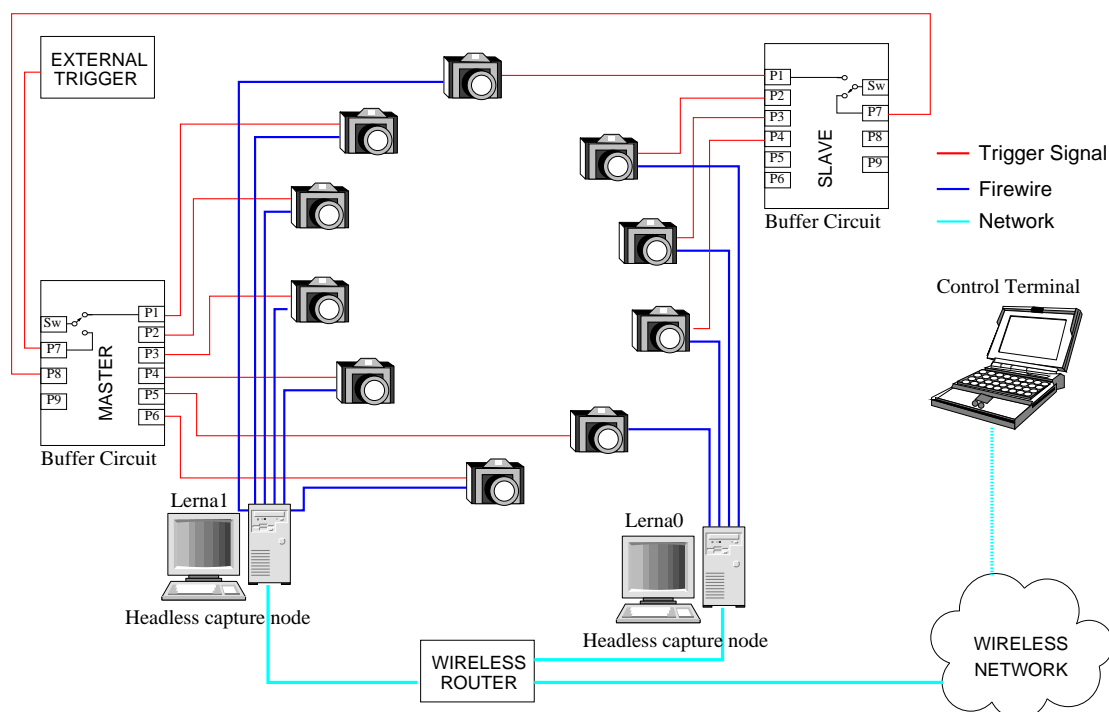 EXTERNAL
TRIGGER
P1
P2
P3
P4
P5
P6
SLAVE
Sw
P7
P8
P9
Buffer Circuit
Trigger Signal
Firewire
Network
Control Terminal
Sw
P7
P8
P9
MASTER
P1
P2
P3
P4
P5
P6
Buffer Circuit
Lerna1
Headless capture node
Lerna0
Headless capture node
WIRELESS
ROUTER
WIRELESS
NETWORK